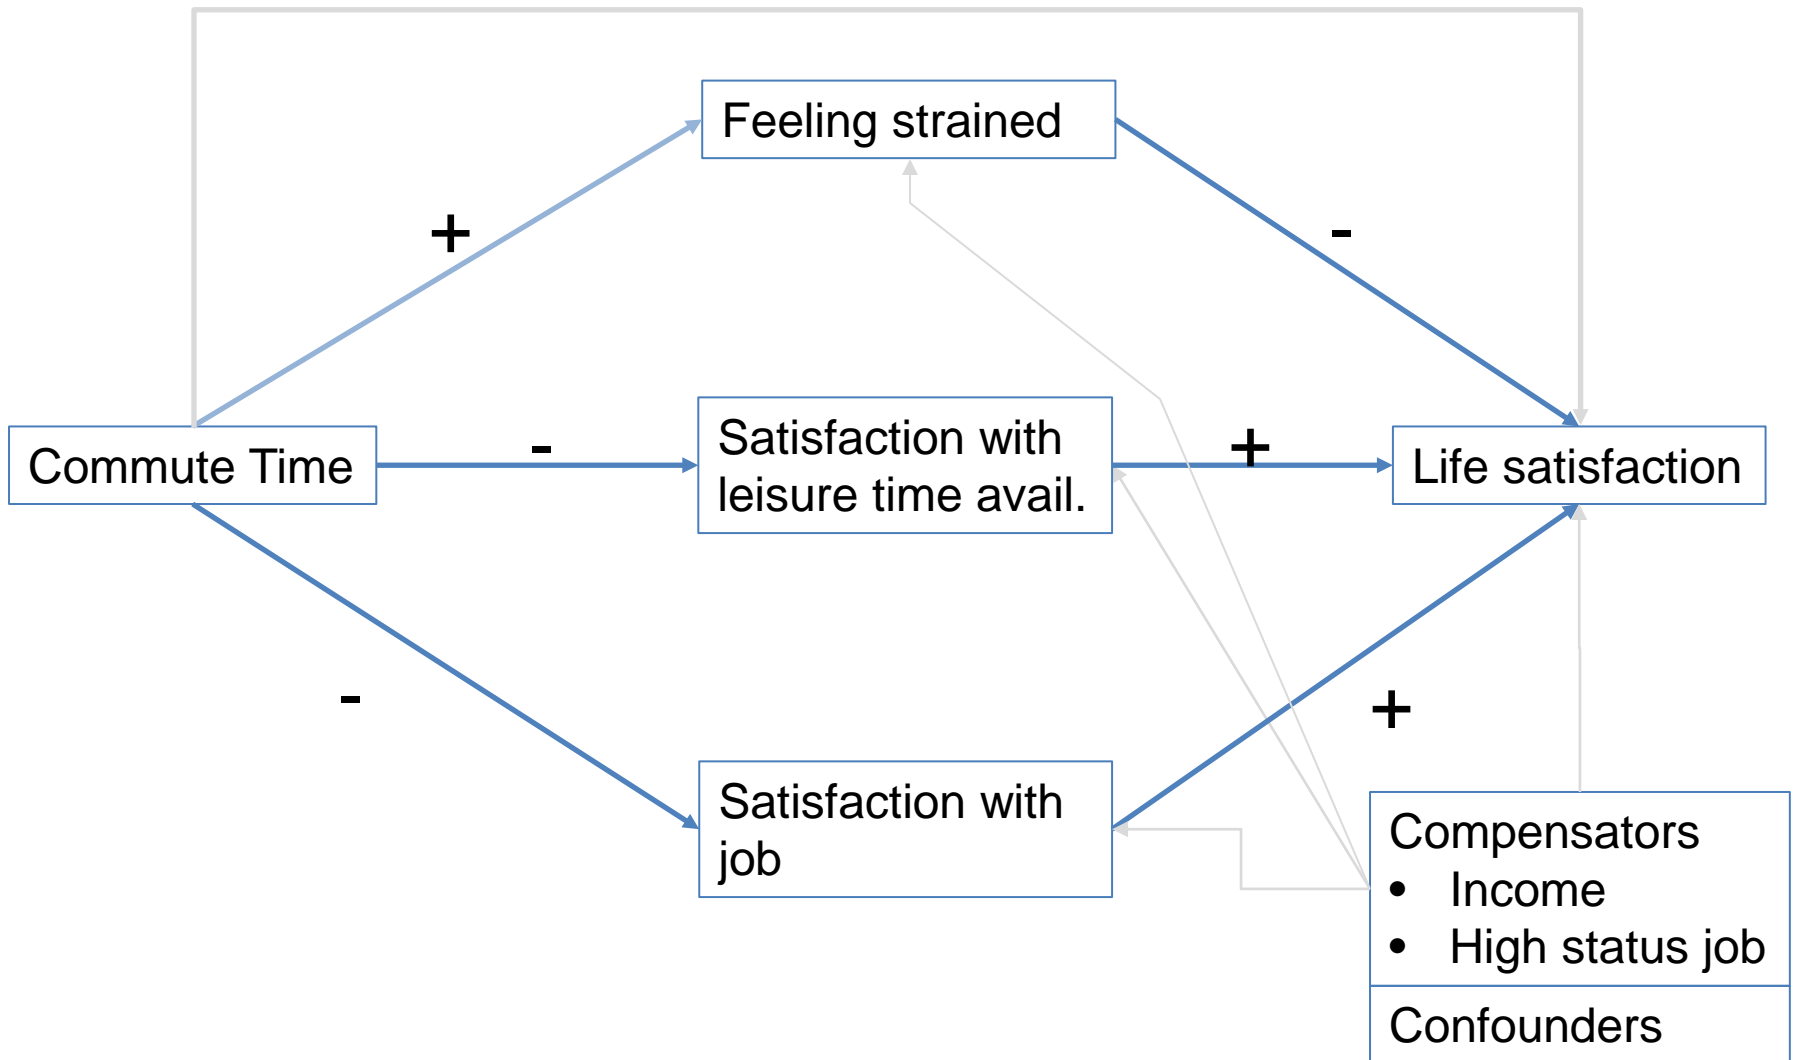 Feeling strained
+
-
Commute Time
-
Satisfaction with
leisure time avail.
+
Life satisfaction
-
+
Satisfaction with
job
Compensators
• Income
• High status job
Confounders